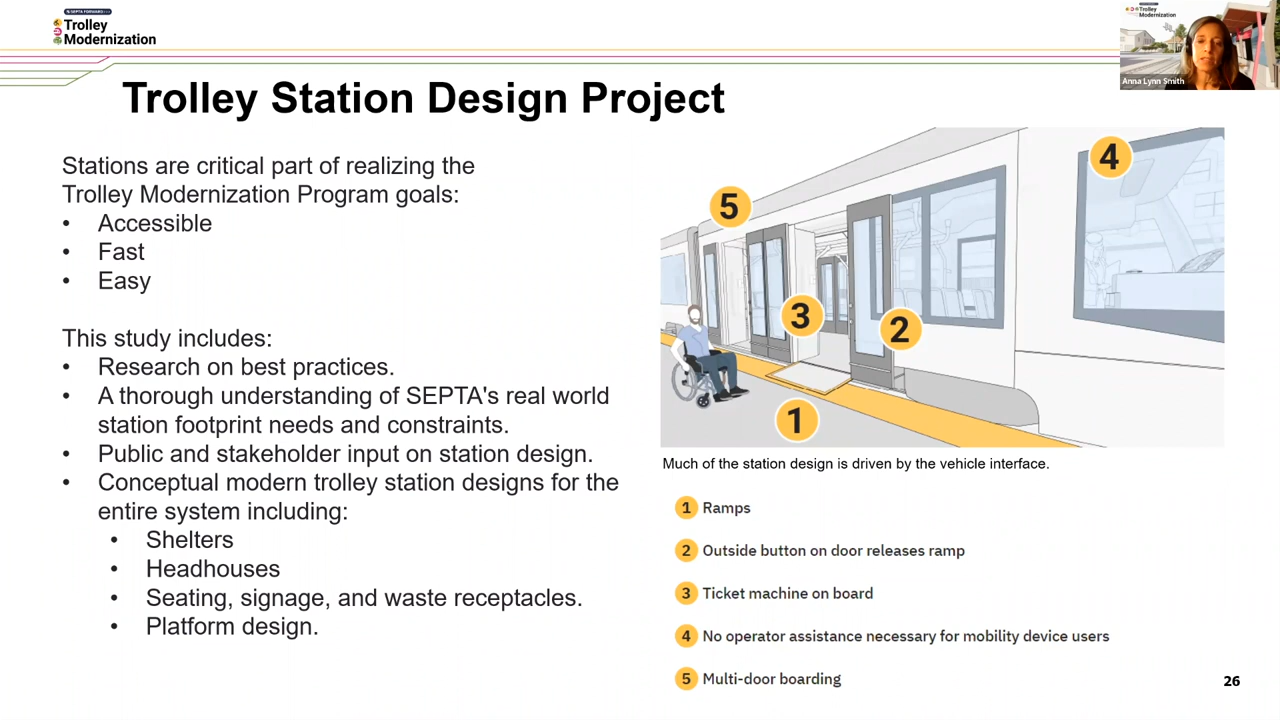 SEPTA FORWARD
Trolley
Modernization
Trolley
Modernization
Anna Lynn Smith
Trolley Station Design Project
Stations are critical part of realizing the
Trolley Modernization Program goals:
• Accessible
• Fast
• Easy
This study includes:
• Research on best practices.
• A thorough understanding of SEPTA's real world
station footprint needs and constraints.
• Public and stakeholder input on station design.
• Conceptual modern trolley station designs for the
entire system including:
• Shelters
• Headhouses
• Seating, signage, and waste receptacles.
• Platform design.
4
5
3
2
1
Much of the station design is driven by the vehicle interface.
1 Ramps
2 Outside button on door releases ramp
3 Ticket machine on board
4 No operator assistance necessary for mobility device users
5 Multi-door boarding
26